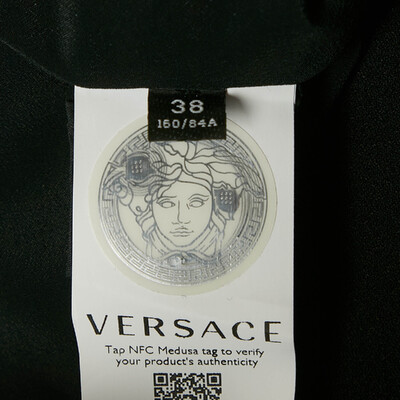 38
160/84A
VERSACE
Tap NFC Medusa tag to verify
your product's authenticity